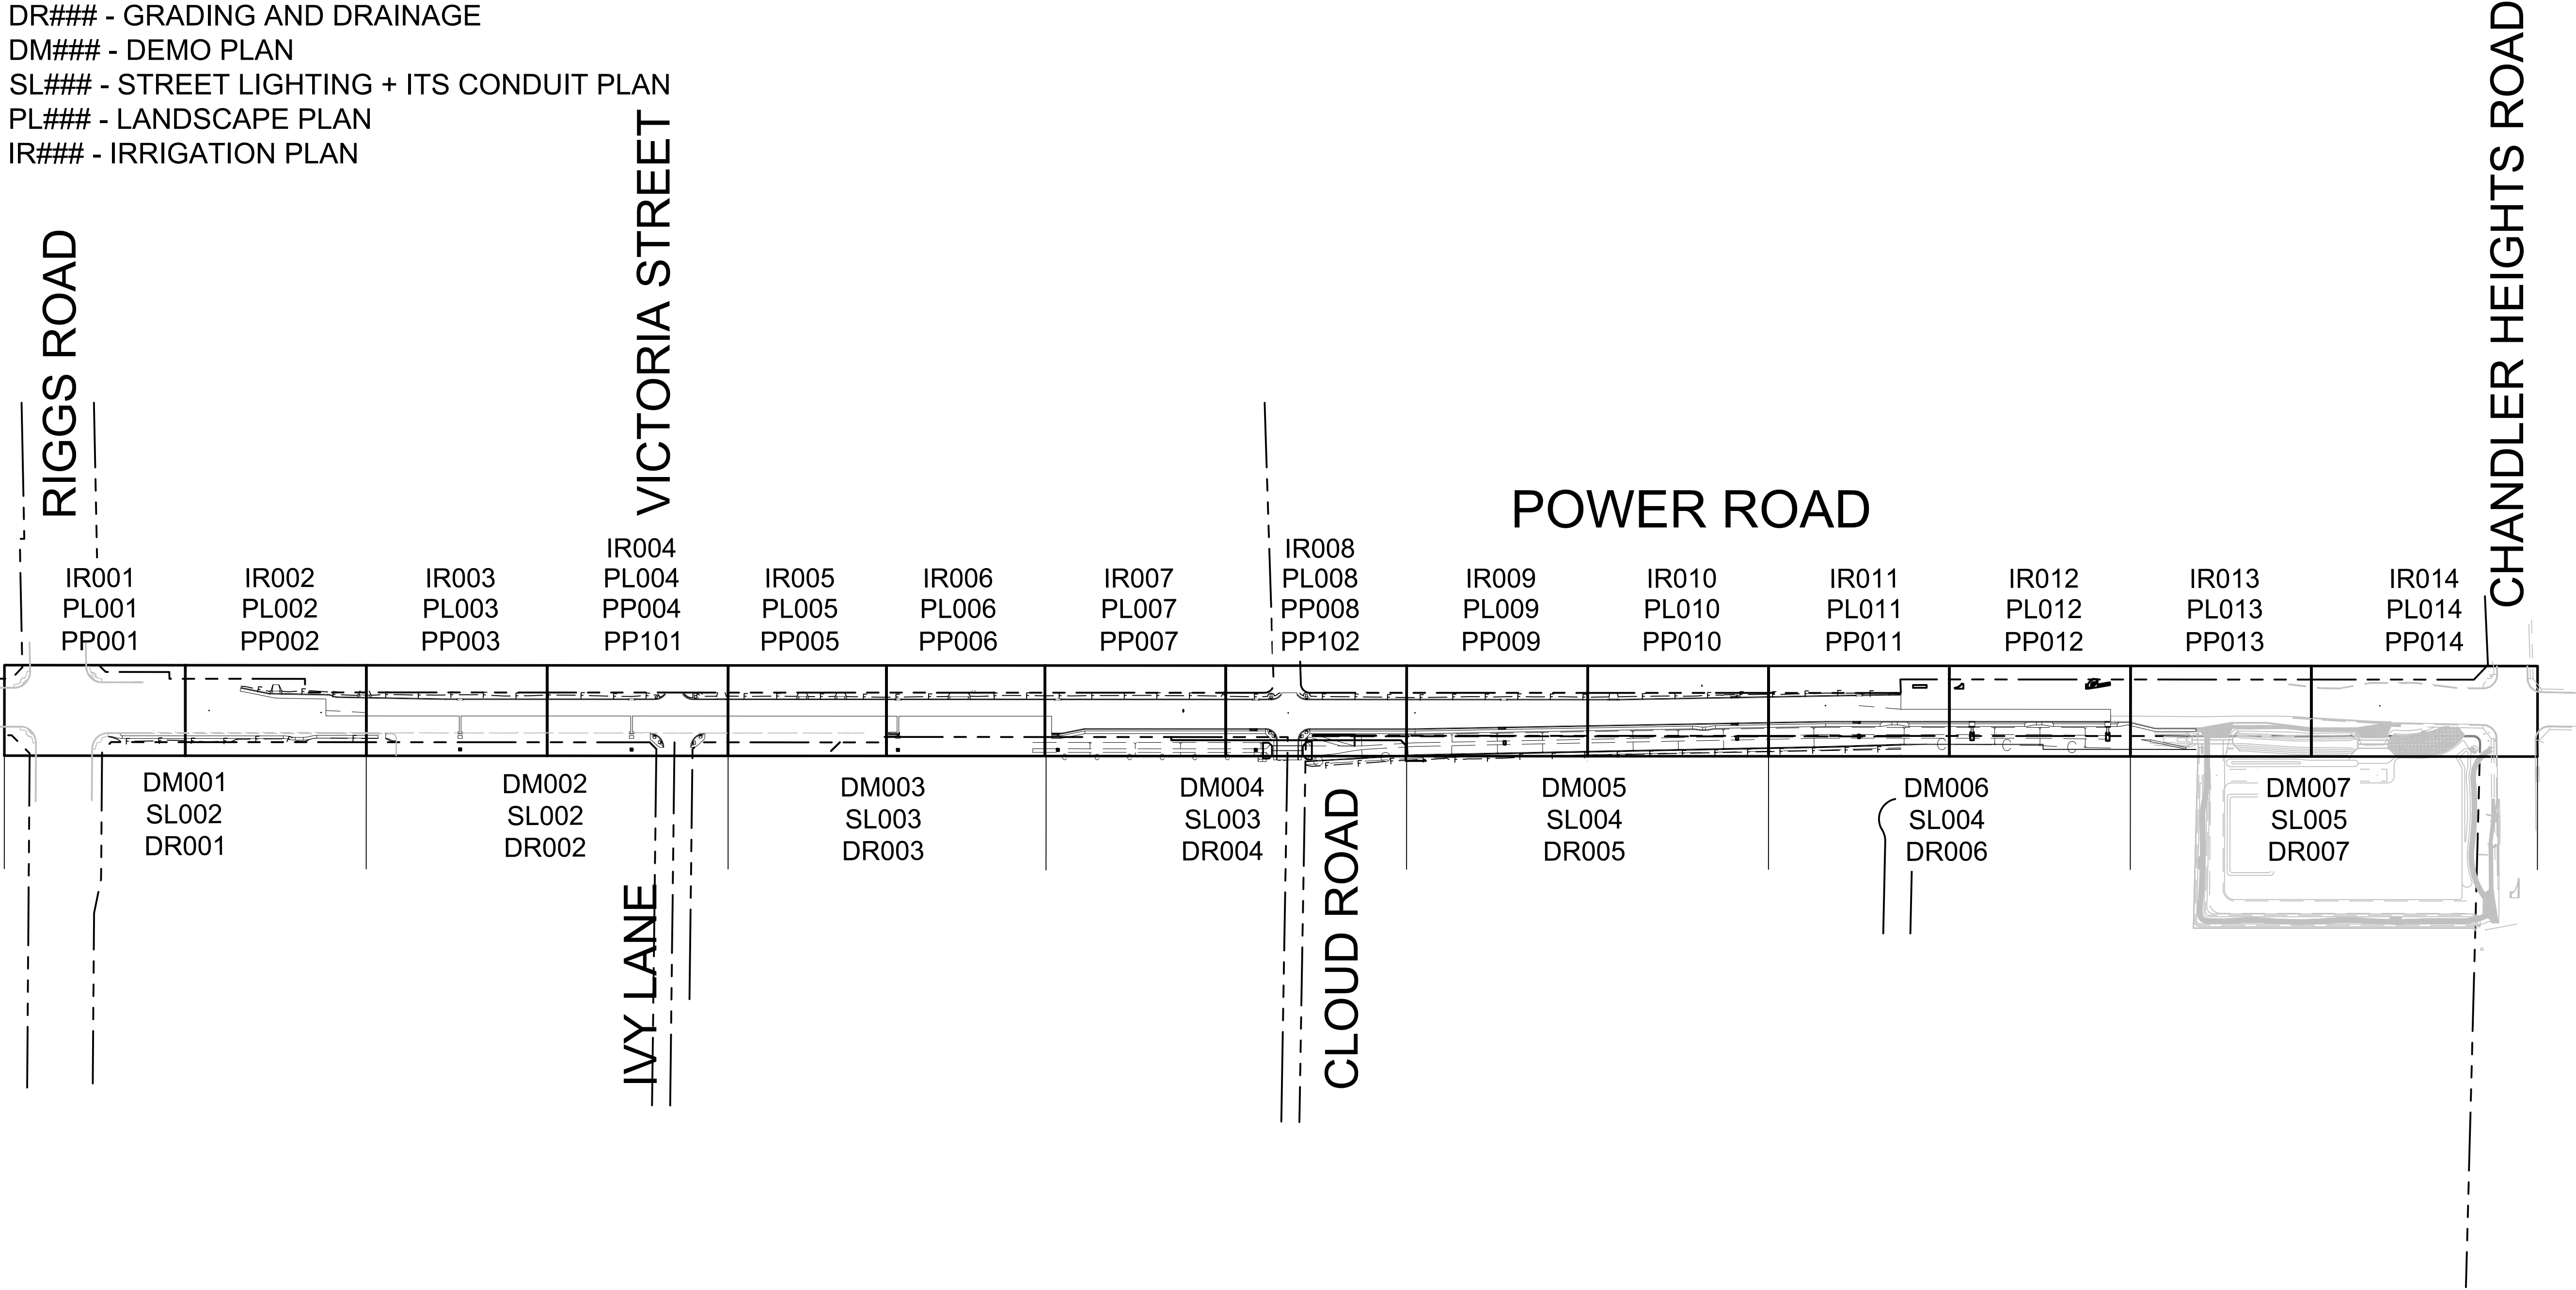 DR### - GRADING AND DRAINAGE
DM### - DEMO PLAN
SL### - STREET LIGHTING + ITS CONDUIT PLAN
PL### - LANDSCAPE PLAN
IR### - IRRIGATION PLAN
RIGGS ROAD
VICTORIA STREET
POWER ROAD
CHANDLER HEIGHTS ROAD
IR001
PL001
PP001
IR002
PL002
PP002
IR003
PL003
PP003
IR004
PL004
PP004
PP101
IR005
PL005
PP005
IR006
PL006
PP006
IR007
PL007
PP007
IR008
PL008
PP008
PP102
IR009
PL009
PP009
IR010
PL010
PP010
IR011
PL011
PP011
IR012
PL012
PP012
IR013
PL013
PP013
IR014
PL014
PP014
DM001
SL002
DR001
DM002
SL002
DR002
DM003
SL003
DR003
DM004
SL003
DR004
DM005
SL004
DR005
DM006
SL004
DR006
DM007
SL005
DR007
IVY LANE
CLOUD ROAD